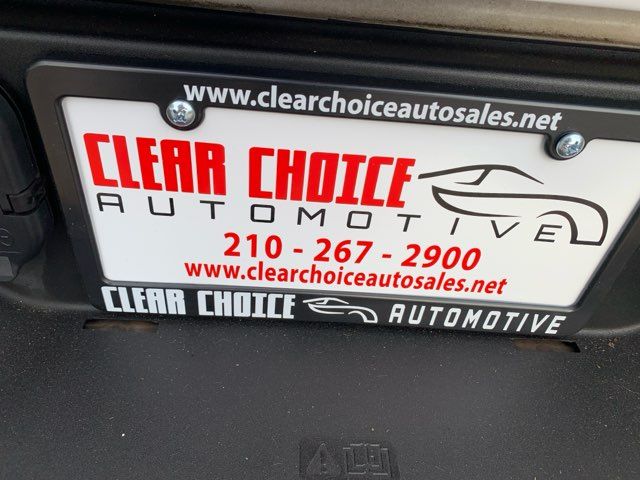 www.clearchoiceautosales.net
CLEAR CHOICE
AUTOMOTIVE
210 - 267 - 2900
www.clearchoiceautosales.net
CLEAR CHOICE AUTOMOTIVE